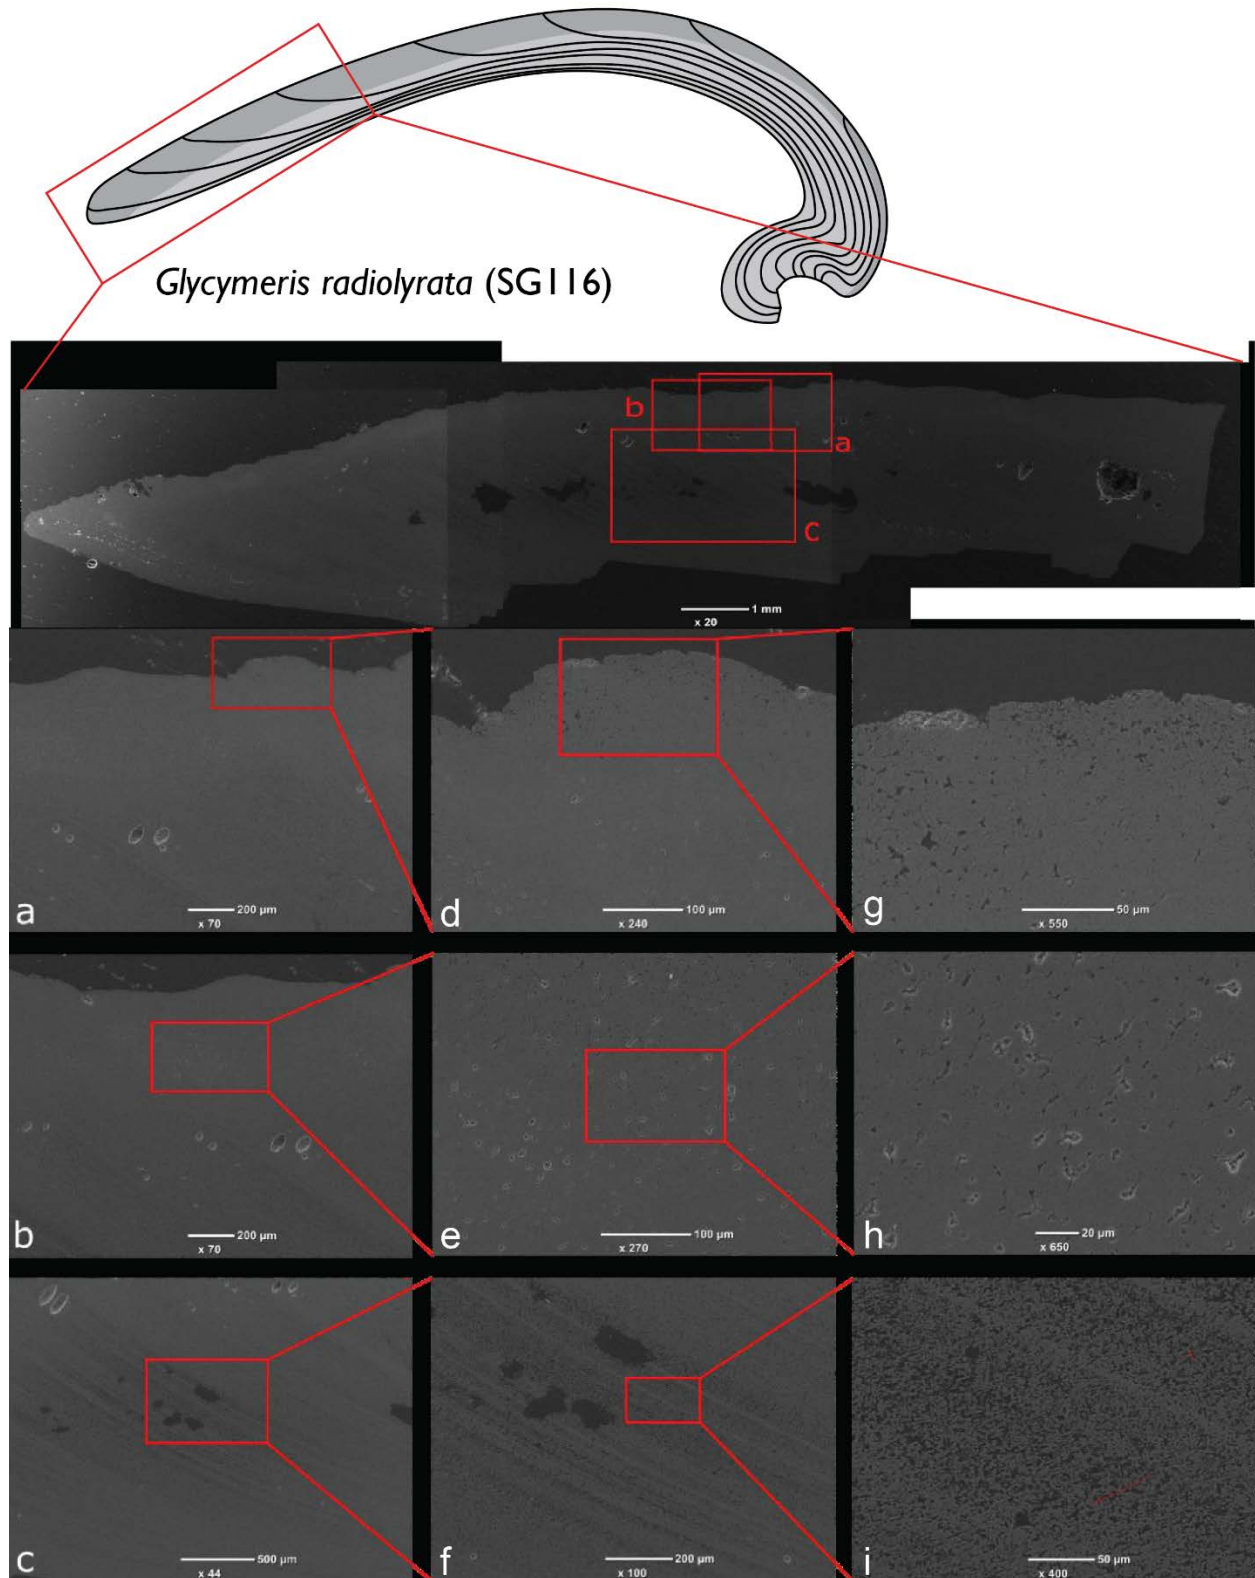 Glycymeris radiolyrata (SG116)
b
a
c
1 mm
x 20
a
200 µm
x 70
d
100 µm
x 240
g
50 µm
x 550
b
200 µm
x 70
e
100 µm
x 270
h
20 µm
x 650
c
500 µm
x 44
f
200 µm
x 100
i
50 µm
x 400